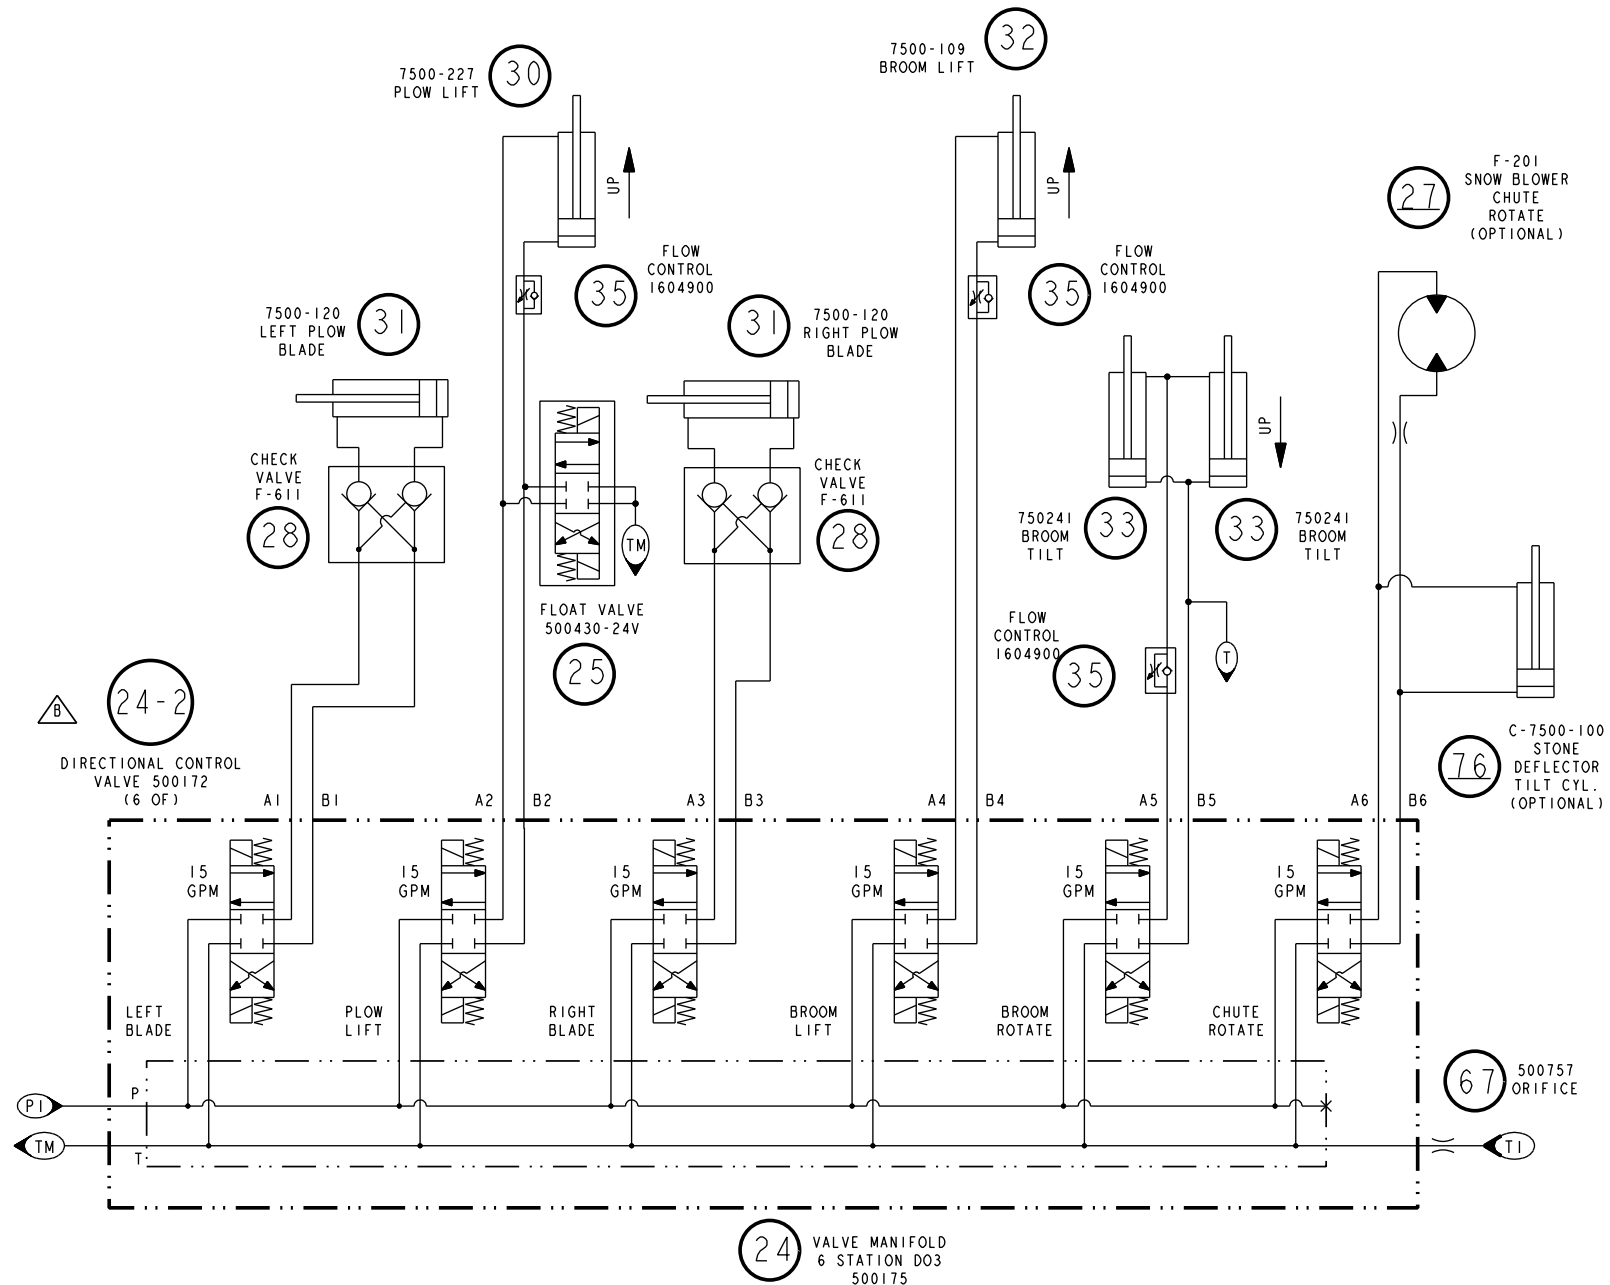 7500-109
BROOM LIFT
32
7500-227
PLOW LIFT
30
UP
UP
F-201
SNOW BLOWER
CHUTE
ROTATE
(OPTIONAL)
27
FLOW
CONTROL
1604900
35
FLOW
CONTROL
1604900
35
7500-120
LEFT PLOW
BLADE
31
31
7500-120
RIGHT PLOW
BLADE
UP
CHECK
VALVE
F-611
28
CHECK
VALVE
F-611
28
TM
750241
BROOM
TILT
33
33
750241
BROOM
TILT
FLOAT VALVE
500430-24V
25
FLOW
CONTROL
1604900
35
T
B
24-2
DIRECTIONAL CONTROL
VALVE 500172
(6 OF)
76
C-7500-100
STONE
DEFLECTOR
TILT CYL.
(OPTIONAL)
A1
B1
A2
B2
A3
B3
A4
B4
A5
B5
A6
B6
15
GPM
15
GPM
15
GPM
15
GPM
15
GPM
15
GPM
LEFT
BLADE
PLOW
LIFT
RIGHT
BLADE
BROOM
LIFT
BROOM
ROTATE
CHUTE
ROTATE
67
500757
ORIFICE
P1
P
TM
T
T1
24
VALVE MANIFOLD
6 STATION DO3
500175